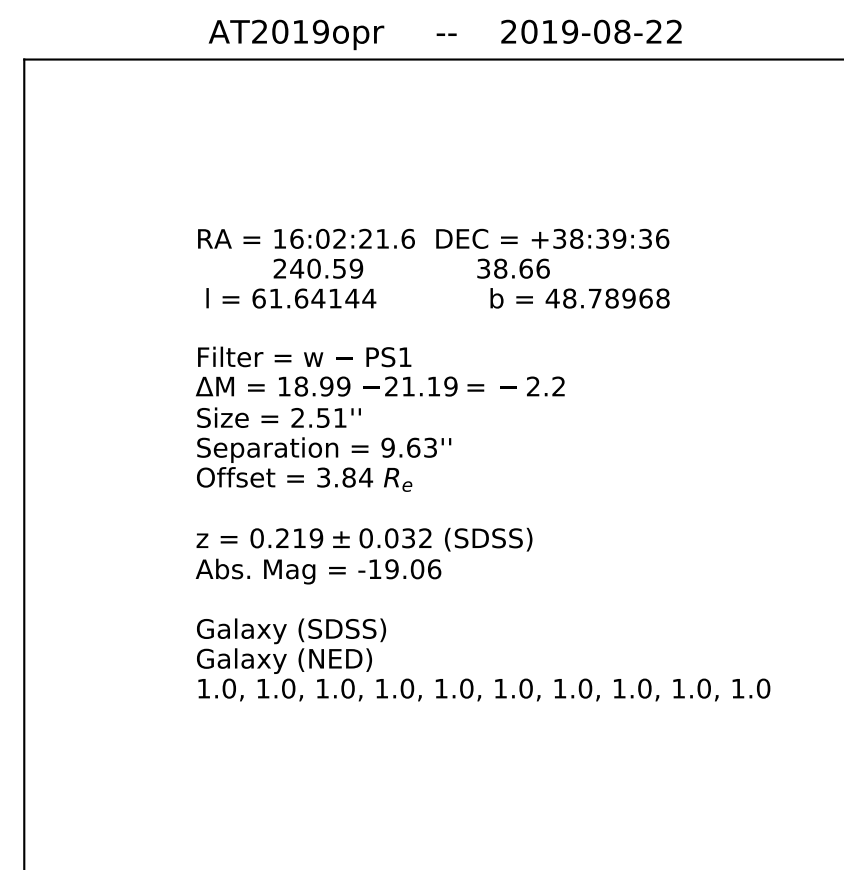 AT2019opr -- 2019-08-22
RA = 16:02:21.6 DEC = +38:39:36
240.59 38.66
l = 61.64144 b = 48.78968
Filter = w − PS1
ΔM = 18.99 −21.19 = − 2.2
Size = 2.51''
Separation = 9.63''
Offset = 3.84 Rₑ
z = 0.219 ± 0.032 (SDSS)
Abs. Mag = -19.06
Galaxy (SDSS)
Galaxy (NED)
1.0, 1.0, 1.0, 1.0, 1.0, 1.0, 1.0, 1.0, 1.0, 1.0